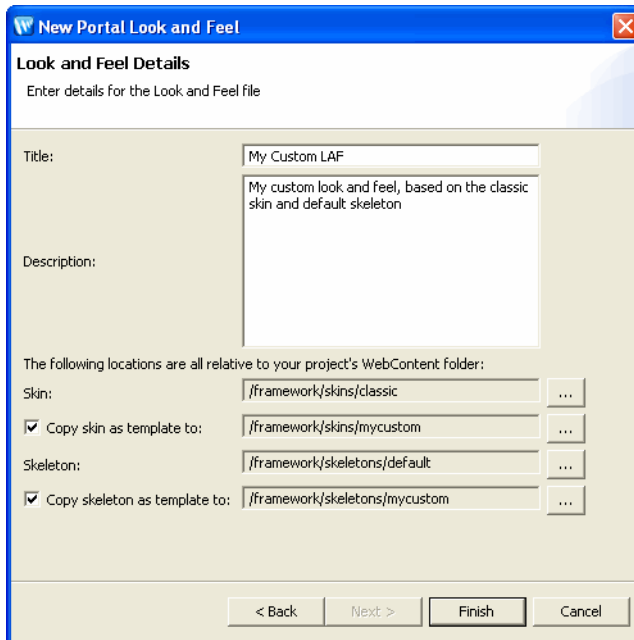 New Portal Look and Feel
Look and Feel Details
Enter details for the Look and Feel file
Title:
My Custom LAF
Description:
My custom look and feel, based on the classic
skin and default skeleton
The following locations are all relative to your project's WebContent folder:
Skin:
/framework/skins/classic
...
Copy skin as template to:
/framework/skins/mycustom
...
Skeleton:
/framework/skeletons/default
...
Copy skeleton as template to:
/framework/skeletons/mycustom
...
< Back
Next >
Finish
Cancel